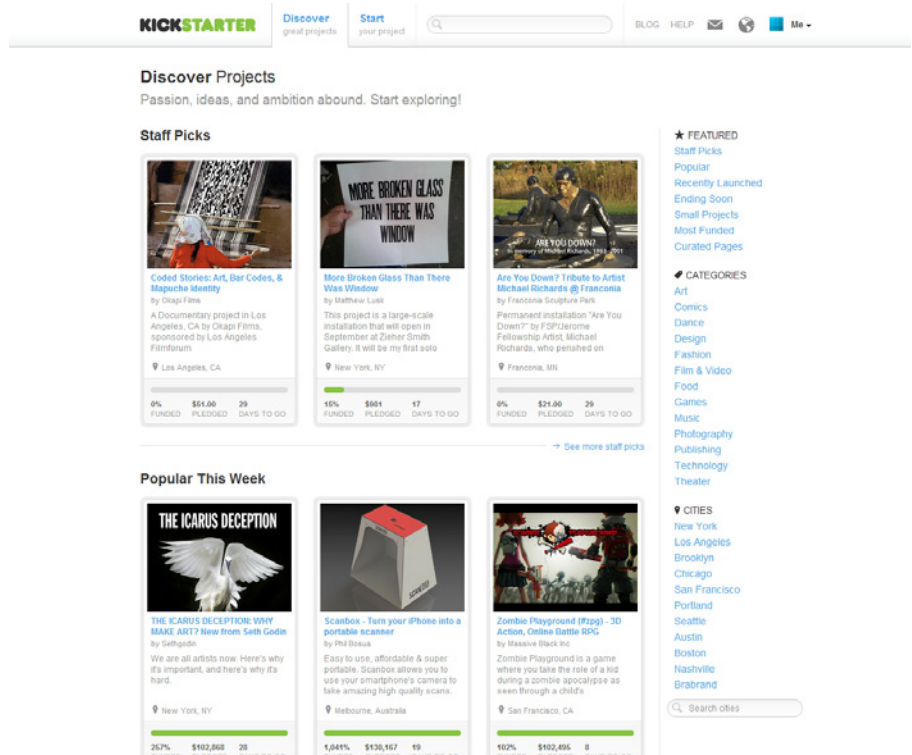 KICKSTARTER
Discover
great projects
Start
your project
BLOG HELP
Me
Discover Projects
Passion, ideas, and ambition abound. Start exploring!
Staff Picks
MORE BROKEN GLASS
THAN THERE WAS
WINDOW
ARE YOU DOWN?
In memory of Michael Richards, 1963-2001
Coded Stories: Art, Bar Codes, &
Mapuche Identity
by Okapi Films
A Documentary project in Los
Angeles, CA by Okapi Films,
sponsored by Los Angeles
Filmforum
Los Angeles, CA
0% $51.00 29
FUNDED PLEDGED DAYS TO GO
More Broken Glass Than There
Was Window
by Matthew Lusk
This project is a large-scale
installation that will open in
September at Zieher Smith
Gallery. It will be my first solo
New York, NY
15% $981 17
FUNDED PLEDGED DAYS TO GO
Are You Down? Tribute to Artist
Michael Richards @ Franconia
by Franconia Sculpture Park
Permanent installation "Are You
Down?" by FSP/Jerome
Fellowship Artist, Michael
Richards, who perished on
Franconia, MN
0% $21.00 29
FUNDED PLEDGED DAYS TO GO
→ See more staff picks
Popular This Week
THE ICARUS DECEPTION
THE ICARUS DECEPTION: WHY
MAKE ART? New from Seth Godin
by Sethgodin
We are all artists now. Here's why
it's important, and here's why it's
hard.
New York, NY
257% $102,868 28
SCANBOX
Scanbox - Turn your iPhone into a
portable scanner
by Phil Bosua
Easy to use, affordable & super
portable. Scanbox allows you to
use your smartphone's camera to
take amazing high quality scans.
Melbourne, Australia
1,041% $130,167 19
Zombie Playground (#zpg) - 3D
Action, Online Battle RPG
by Massive Black Inc
Zombie Playground is a game
where you take the role of a kid
during a zombie apocalypse as
seen through a child's
San Francisco, CA
102% $102,495 8
FEATURED
Staff Picks
Popular
Recently Launched
Ending Soon
Small Projects
Most Funded
Curated Pages
CATEGORIES
Art
Comics
Dance
Design
Fashion
Film & Video
Food
Games
Music
Photography
Publishing
Technology
Theater
CITIES
New York
Los Angeles
Brooklyn
Chicago
San Francisco
Portland
Seattle
Austin
Boston
Nashville
Brabrand
Search cities